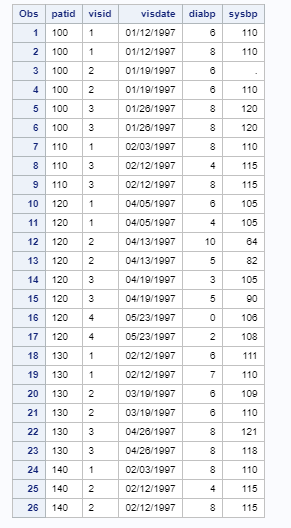 Obs patid visid visdate diabp sysbp
1 100 1 01/12/1997 6 110
2 100 1 01/12/1997 8 110
3 100 2 01/19/1997 6 .
4 100 2 01/19/1997 6 110
5 100 3 01/26/1997 8 120
6 100 3 01/26/1997 8 120
7 110 1 02/03/1997 8 110
8 110 3 02/12/1997 4 115
9 110 3 02/12/1997 8 115
10 120 1 04/05/1997 6 105
11 120 1 04/05/1997 4 105
12 120 2 04/13/1997 10 64
13 120 2 04/13/1997 5 82
14 120 3 04/19/1997 3 105
15 120 3 04/19/1997 5 90
16 120 4 05/23/1997 0 106
17 120 4 05/23/1997 2 108
18 130 1 02/12/1997 6 111
19 130 1 02/12/1997 7 110
20 130 2 03/19/1997 6 109
21 130 2 03/19/1997 6 110
22 130 3 04/26/1997 8 121
23 130 3 04/26/1997 8 118
24 140 1 02/03/1997 8 110
25 140 2 02/12/1997 4 115
26 140 2 02/12/1997 8 115